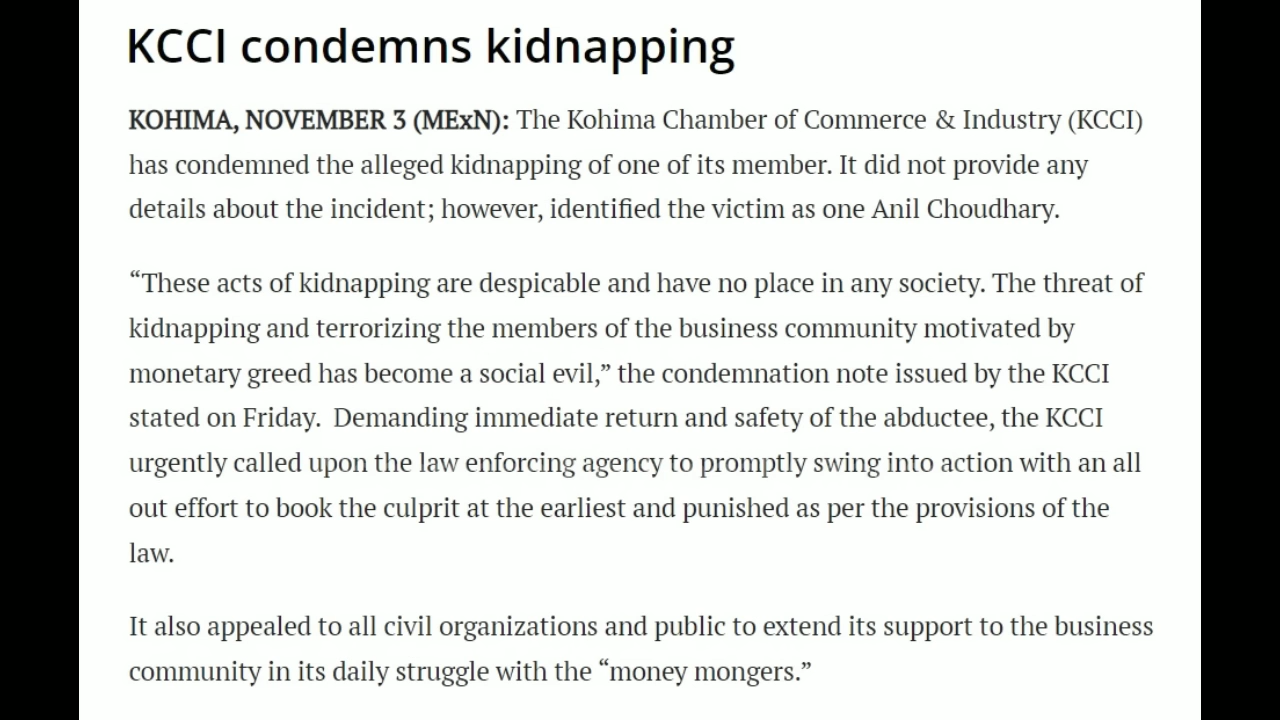 KCCI condemns kidnapping
KOHIMA, NOVEMBER 3 (MExN): The Kohima Chamber of Commerce & Industry (KCCI)
has condemned the alleged kidnapping of one of its member. It did not provide any
details about the incident; however, identified the victim as one Anil Choudhary.
“These acts of kidnapping are despicable and have no place in any society. The threat of
kidnapping and terrorizing the members of the business community motivated by
monetary greed has become a social evil,” the condemnation note issued by the KCCI
stated on Friday.  Demanding immediate return and safety of the abductee, the KCCI
urgently called upon the law enforcing agency to promptly swing into action with an all
out effort to book the culprit at the earliest and punished as per the provisions of the
law.
It also appealed to all civil organizations and public to extend its support to the business
community in its daily struggle with the “money mongers.”